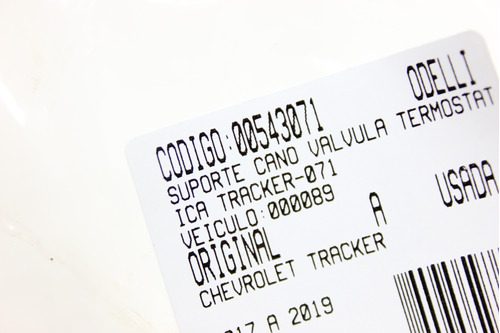 CODIGO:00543071 ODELLI
SUPORTE CANO VALVULA TERMOSTAT
ICA TRACKER-071
VEICULO:000089
ORIGINAL A USADA
CHEVROLET TRACKER
A 2019